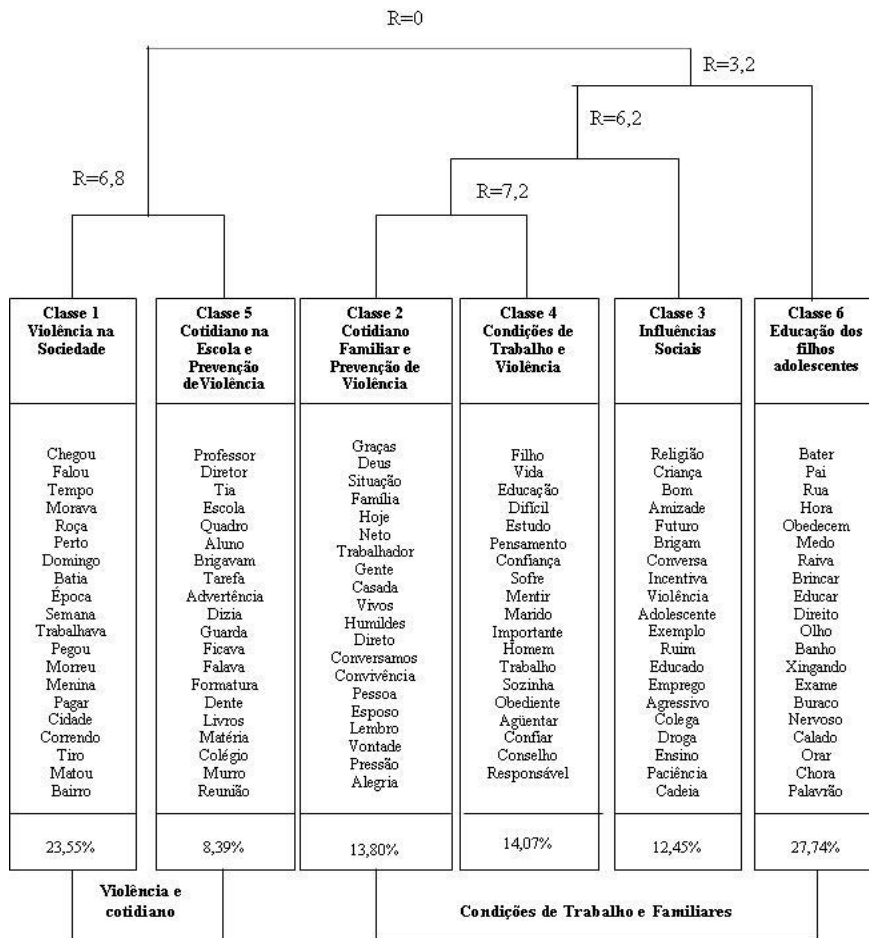 R=0
R=3,2
R=6,2
R=6,8
R=7,2
Classe 1
Violência na
Sociedade
Classe 5
Cotidiano na
Escola e
Prevenção
de Violência
Classe 2
Cotidiano
Familiar e
Prevenção de
Violência
Classe 4
Condições de
Trabalho e
Violência
Classe 3
Influências
Sociais
Classe 6
Educação dos
filhos
adolescentes
Chegou
Falou
Tempo
Morava
Roça
Perto
Domingo
Batia
Época
Semana
Trabalhava
Pegou
Morreu
Menina
Pagar
Cidade
Correndo
Tiro
Matou
Bairro
Professor
Diretor
Tia
Escola
Quadro
Aluno
Brigavam
Tarefa
Advertência
Dizia
Guarda
Ficava
Falava
Formatura
Dente
Livros
Matéria
Colégio
Murro
Reunião
Graças
Deus
Situação
Família
Hoje
Neto
Trabalhador
Gente
Casada
Vivos
Humildes
Direto
Conversamos
Convivência
Pessoa
Esposo
Lembro
Vontade
Pressão
Alegria
Filho
Vida
Educação
Difícil
Estudo
Pensamento
Confiança
Sofre
Mentir
Marido
Importante
Homem
Trabalho
Sozinha
Obediente
Agüentar
Confiar
Conselho
Responsável
Religião
Criança
Bom
Amizade
Futuro
Brigam
Conversa
Incentiva
Violência
Adolescente
Exemplo
Ruim
Educado
Emprego
Agressivo
Colega
Droga
Ensino
Paciência
Cadeia
Bater
Pai
Rua
Hora
Obedecem
Medo
Raiva
Brincar
Educar
Direito
Olho
Banho
Xingando
Exame
Buraco
Nervoso
Calado
Orar
Chora
Palavrão
23,55%
8,39%
13,80%
14,07%
12,45%
27,74%
Violência e
cotidiano
Condições de Trabalho e Familiares